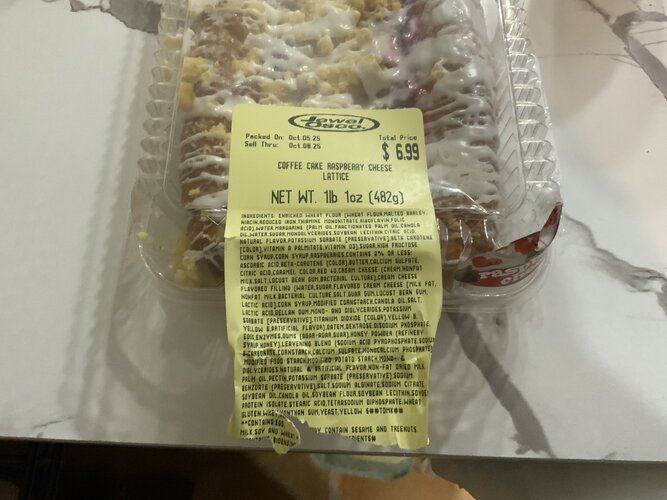 Jewel
Osco.
Packed On: Oct.05.25
Total Price
Sell Thru: Oct.08.25
$ 6.99
COFFEE CAKE RASPBERRY CHEESE
LATTICE
NET WT. 1lb 1oz (482g)
INGREDIENTS: ENRICHED WHEAT FLOUR (WHEAT FLOUR,MALTED BARLEY,
NIACIN,REDUCED IRON,THIAMINE MONONITRATE,RIBOFLAVIN,FOLIC
ACID),WATER,MARGARINE (PALM OIL,FRACTIONATED PALM OIL,CANOLA
OIL,WATER,SUGAR,MONOGLYCERIDES,SOYBEAN LECITHIN,CITRIC ACID,
NATURAL FLAVOR,POTASSIUM SORBATE (PRESERVATIVE),BETA CAROTENE
(COLOR),VITAMIN A PALMITATE,VITAMIN D3),SUGAR,HIGH FRUCTOSE
CORN SYRUP,CORN SYRUP,RASPBERRIES,CONTAINS 2% OR LESS:
ASCORBIC ACID,BETA-CAROTENE (COLOR),BUTTER,CALCIUM SULFATE,
CITRIC ACID,CARAMEL COLOR,RED 40,CREAM CHEESE (CREAM,NONFAT
MILK,SALT,LOCUST BEAN GUM,BACTERIAL CULTURE),CREAM CHEESE
FLAVORED FILLING (WATER,SUGAR,FLAVORED CREAM CHEESE [MILK FAT,
NONFAT MILK,BACTERIAL CULTURE,SALT,GUAR GUM,LOCUST BEAN GUM,
LACTIC ACID],CORN SYRUP,MODIFIED CORNSTARCH,CANOLA OIL,SALT,
LACTIC ACID,GELLAN GUM,MONO- AND DIGLYCERIDES,POTASSIUM
SORBATE (PRESERVATIVE),TITANIUM DIOXIDE [COLOR],YELLOW 5,
YELLOW 6,ARTIFICIAL FLAVOR),DATEM,DEXTROSE,DISODIUM PHOSPHATE,
EGGS,ENZYMES,GUMS (AGAR-AGAR,GUAR),HONEY POWDER (REFINERY
SYRUP,HONEY),LEAVENING BLEND (SODIUM ACID PYROPHOSPHATE,SODIUM
BICARBONATE,CORNSTARCH,CALCIUM SULFATE,MONOCALCIUM PHOSPHATE)
MODIFIED FOOD STARCH,MODIFIED POTATO STARCH,MONO- &
DIGLYCERIDES,NATURAL & ARTIFICIAL FLAVOR,NON-FAT DRIED MILK,
PALM OIL,PECTIN,POTASSIUM SORBATE (PRESERVATIVE),SODIUM
BENZOATE (PRESERVATIVE),SALT,SODIUM ALGINATE,SODIUM CITRATE,
SOYBEAN OIL,CANOLA OIL,SOYBEAN FLOUR,SOYBEAN LECITHIN,SOY
PROTEIN ISOLATE,STEARIC ACID,TETRASODIUM DIPHOSPHATE,WHEAT
GLUTEN,WHEY,XANTHAN GUM,YEAST,YELLOW 5
**CONTAINS:EGG
MILK,SOY AND WHEAT
MAY CONTAIN SESAME AND TREENUTS.